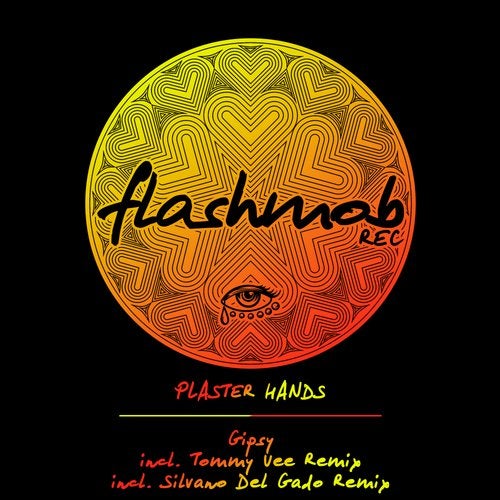 flashmob
REC
PLASTER HANDS
Gipsy
incl. Tommy Vee Remix
incl. Silvano Del Gado Remix